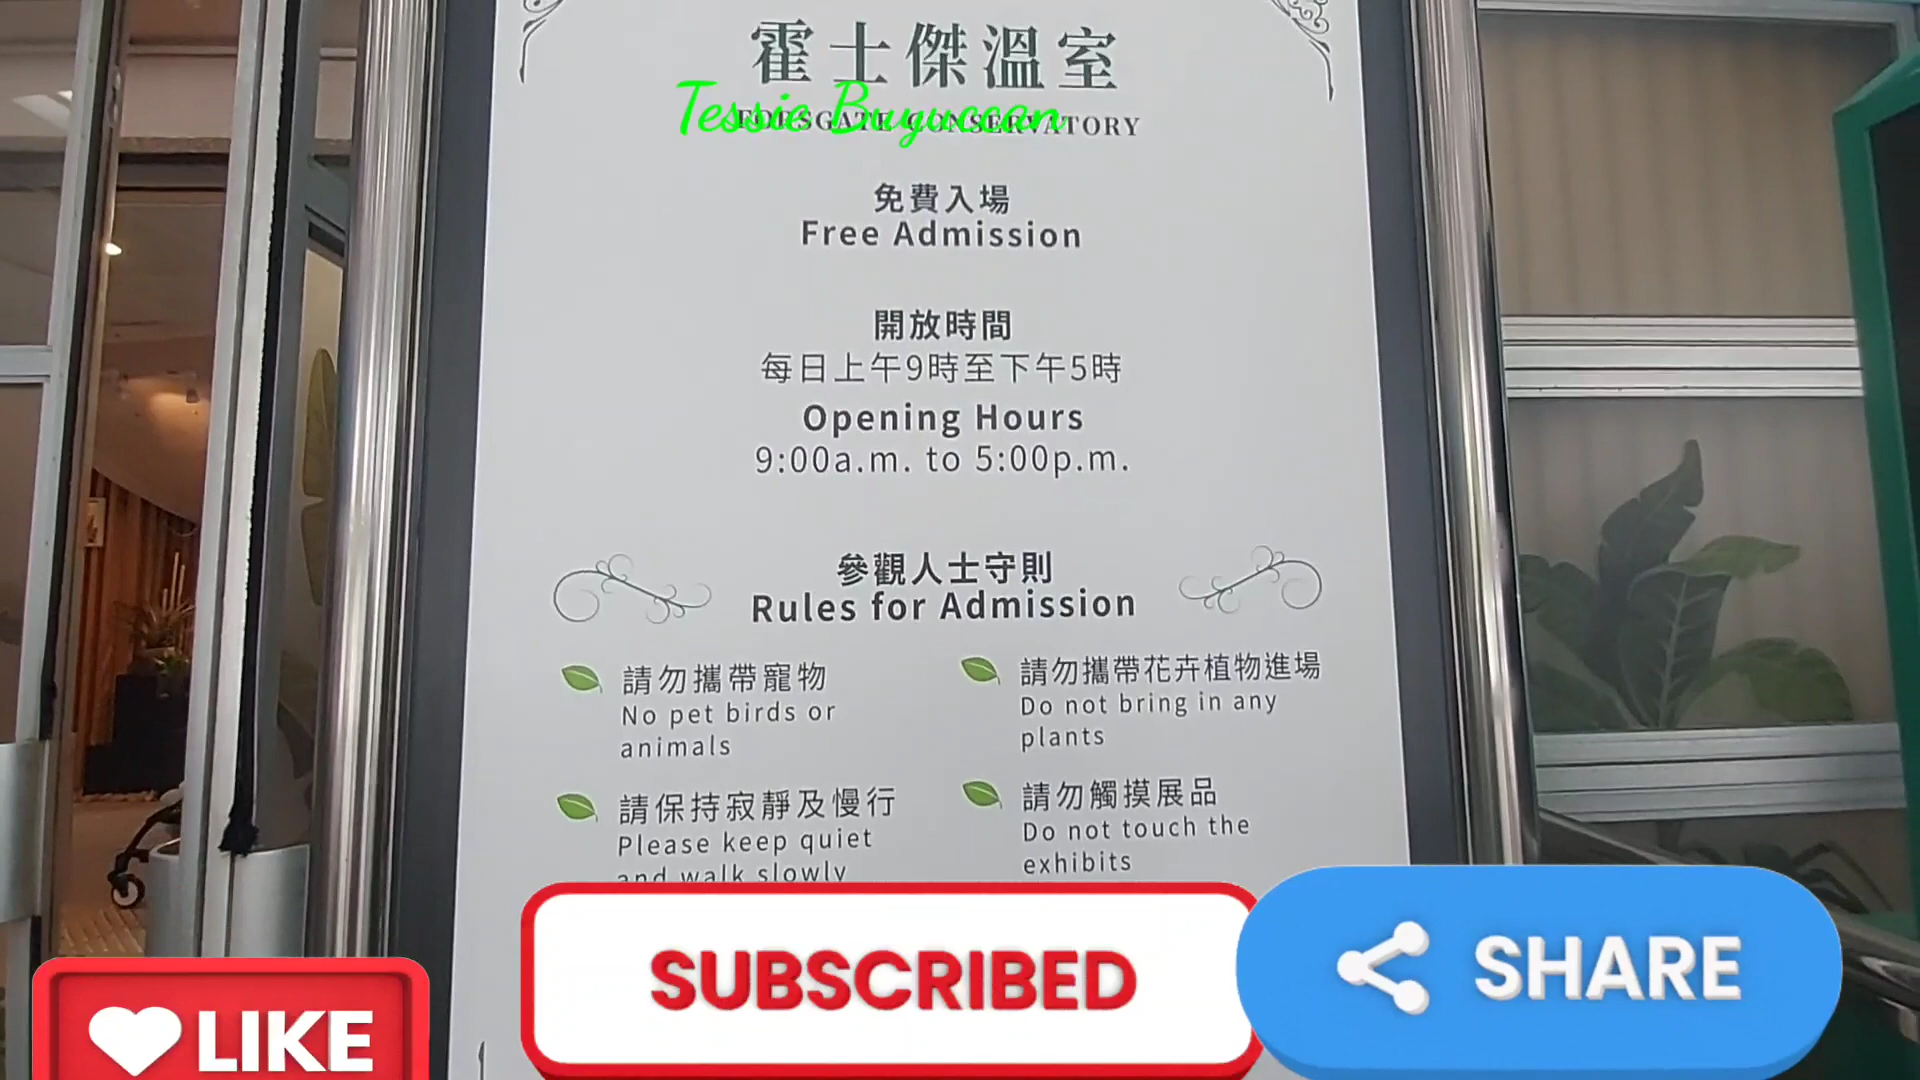 霍士傑溫室
Tessie Buyuccan
FORSGATE CONSERVATORY
免費入場
Free Admission
開放時間
每日上午9時至下午5時
Opening Hours
9:00a.m. to 5:00p.m.
參觀人士守則
Rules for Admission
請勿攜帶寵物
No pet birds or
animals
請勿攜帶花卉植物進場
Do not bring in any
plants
請保持寂靜及慢行
Please keep quiet
and walk slowly
請勿觸摸展品
Do not touch the
exhibits
LIKE
SUBSCRIBED
SHARE